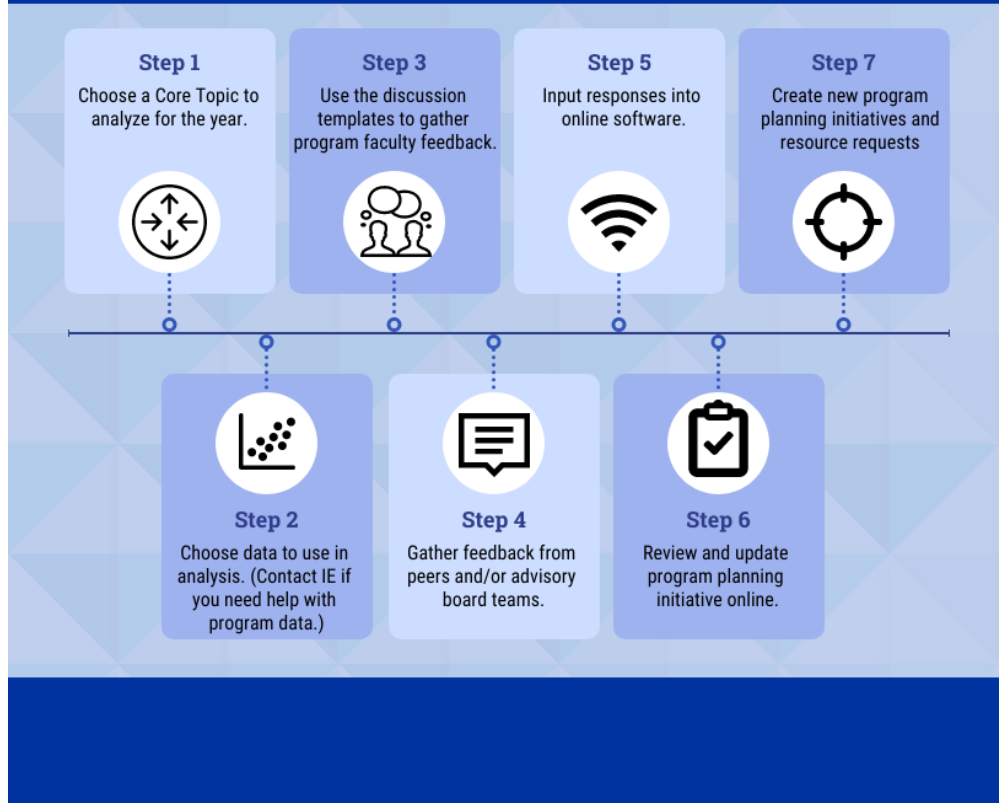 Step 1
Choose a Core Topic to
analyze for the year.
Step 2
Choose data to use in
analysis. (Contact IE if
you need help with
program data.)
Step 3
Use the discussion
templates to gather
program faculty feedback.
Step 4
Gather feedback from
peers and/or advisory
board teams.
Step 5
Input responses into
online software.
Step 6
Review and update
program planning
initiative online.
Step 7
Create new program
planning initiatives and
resource requests